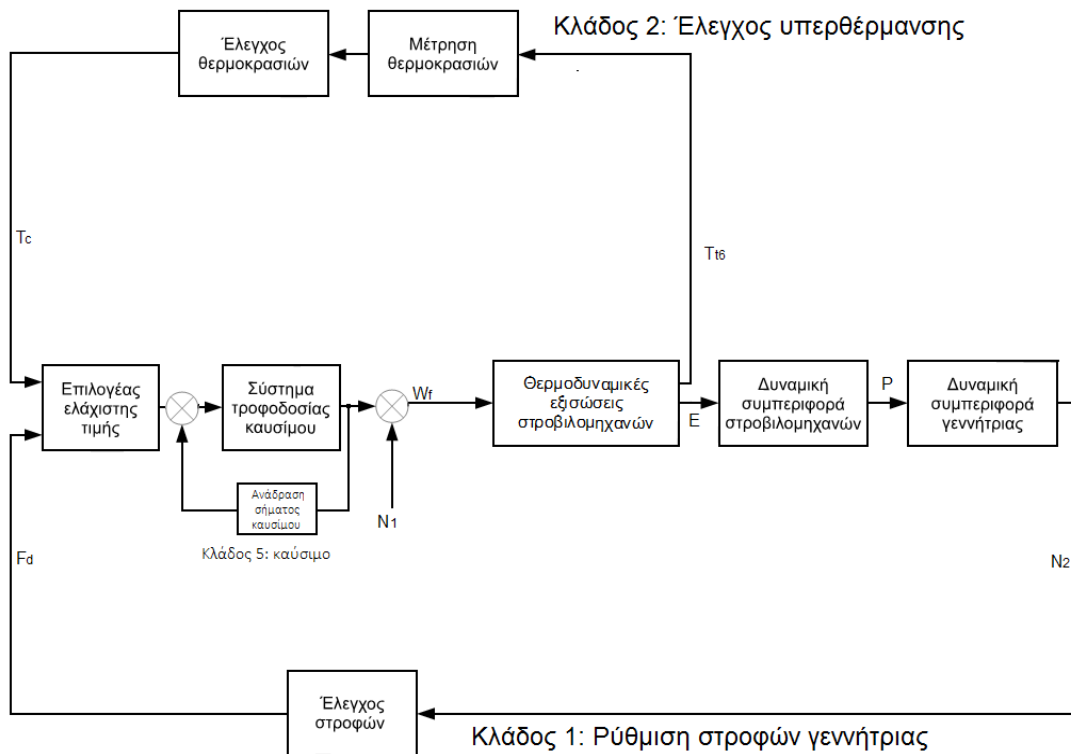 Κλάδος 2: Έλεγχος υπερθέρμανσης
Έλεγχος
θερμοκρασιών
Μέτρηση
θερμοκρασιών
Tc
Tt6
Επιλογέας
ελάχιστης
τιμής
Σύστημα
τροφοδοσίας
καυσίμου
Wf
Θερμοδυναμικές
εξισώσεις
στροβιλομηχανών
E
Δυναμική
συμπεριφορά
στροβιλομηχανών
P
Δυναμική
συμπεριφορά
γεννήτριας
Ανάδραση
σήματος
καυσίμου
N1
Κλάδος 5: καύσιμο
Fd
N2
Έλεγχος
στροφών
Κλάδος 1: Ρύθμιση στροφών γεννήτριας